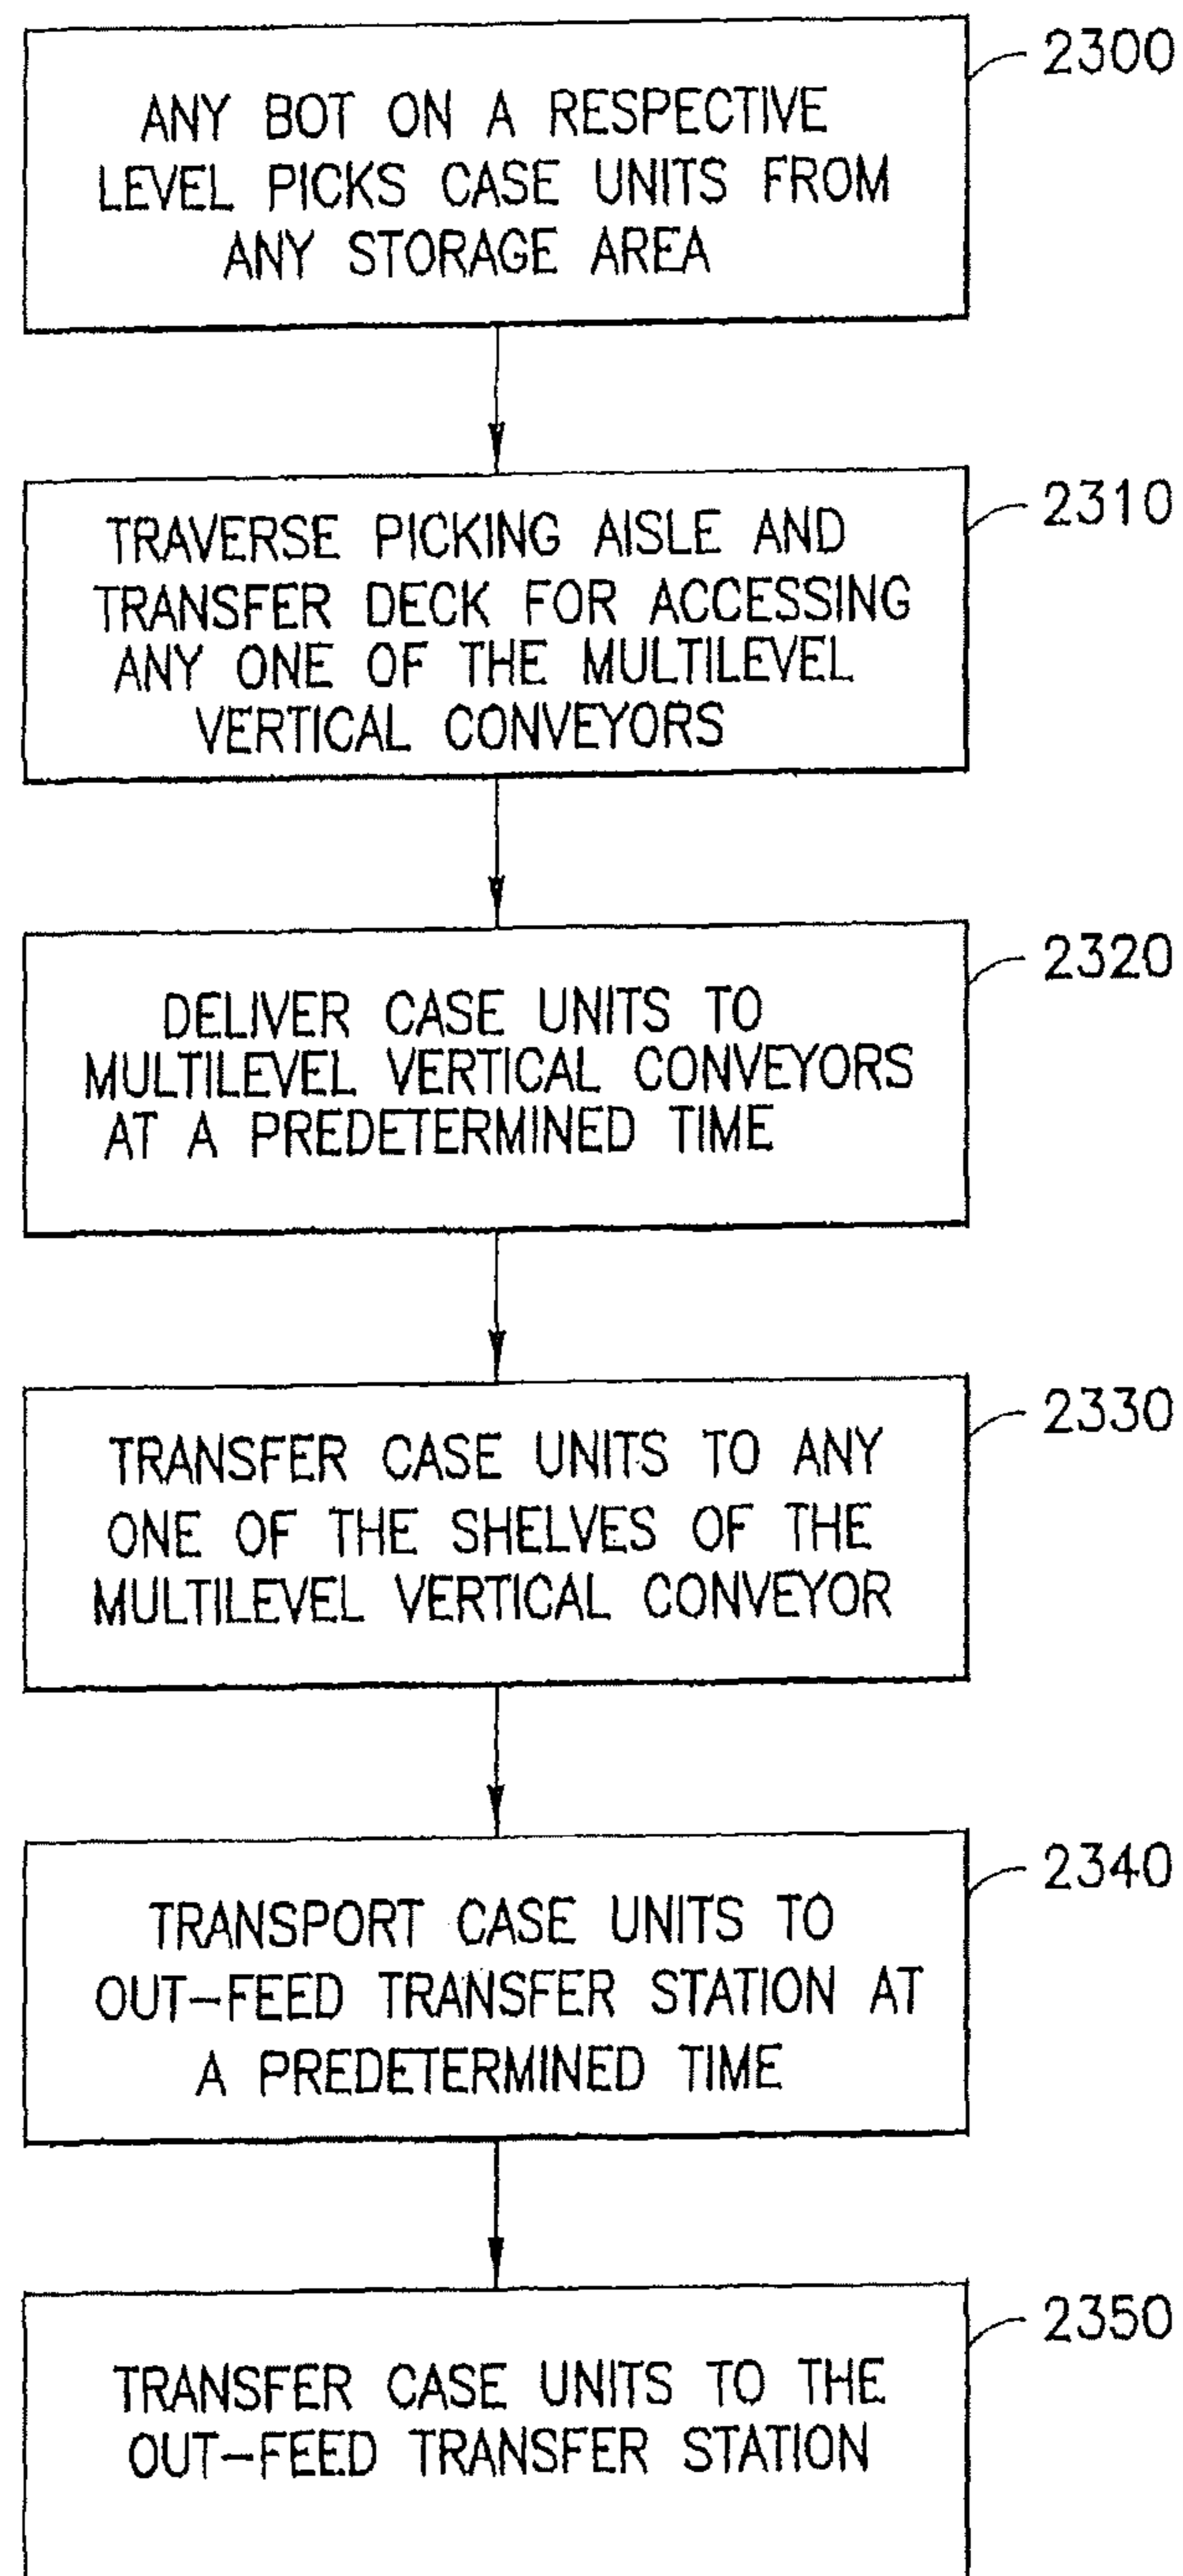 ANY BOT ON A RESPECTIVE
LEVEL PICKS CASE UNITS FROM
ANY STORAGE AREA
2300
TRAVERSE PICKING AISLE AND
TRANSFER DECK FOR ACCESSING
ANY ONE OF THE MULTILEVEL
VERTICAL CONVEYORS
2310
DELIVER CASE UNITS TO
MULTILEVEL VERTICAL CONVEYORS
AT A PREDETERMINED TIME
2320
TRANSFER CASE UNITS TO ANY
ONE OF THE SHELVES OF THE
MULTILEVEL VERTICAL CONVEYOR
2330
TRANSPORT CASE UNITS TO
OUT-FEED TRANSFER STATION AT
A PREDETERMINED TIME
2340
TRANSFER CASE UNITS TO THE
OUT-FEED TRANSFER STATION
2350